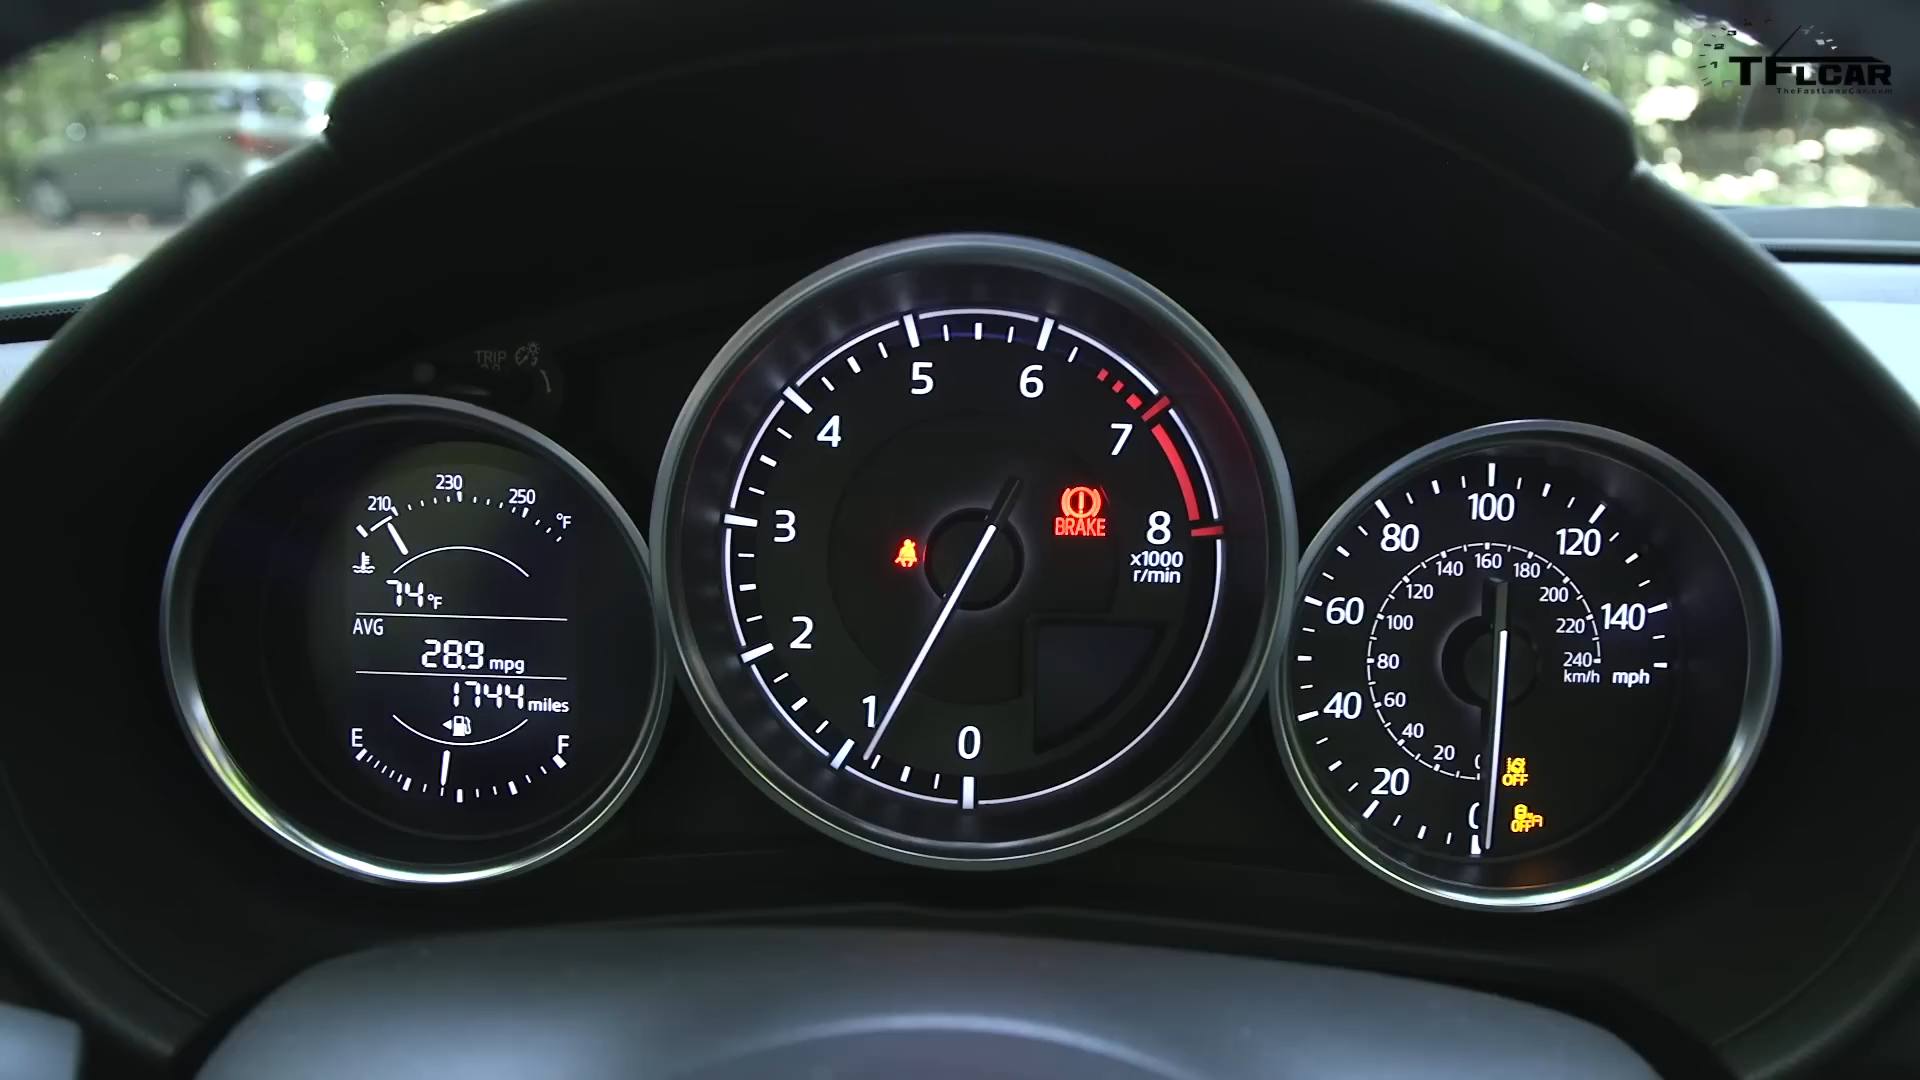 TFLCAR
TheFastLaneCar.com
TRIP
210
230
250
°F
74°F
AVG
28.9 mpg
1744 miles
E
F
0
1
2
3
4
5
6
7
8
x1000
r/min
BRAKE
0
20
40
60
80
100
120
140
mph
20
40
60
80
100
120
140
160
180
200
220
240
km/h
OFF
OFF